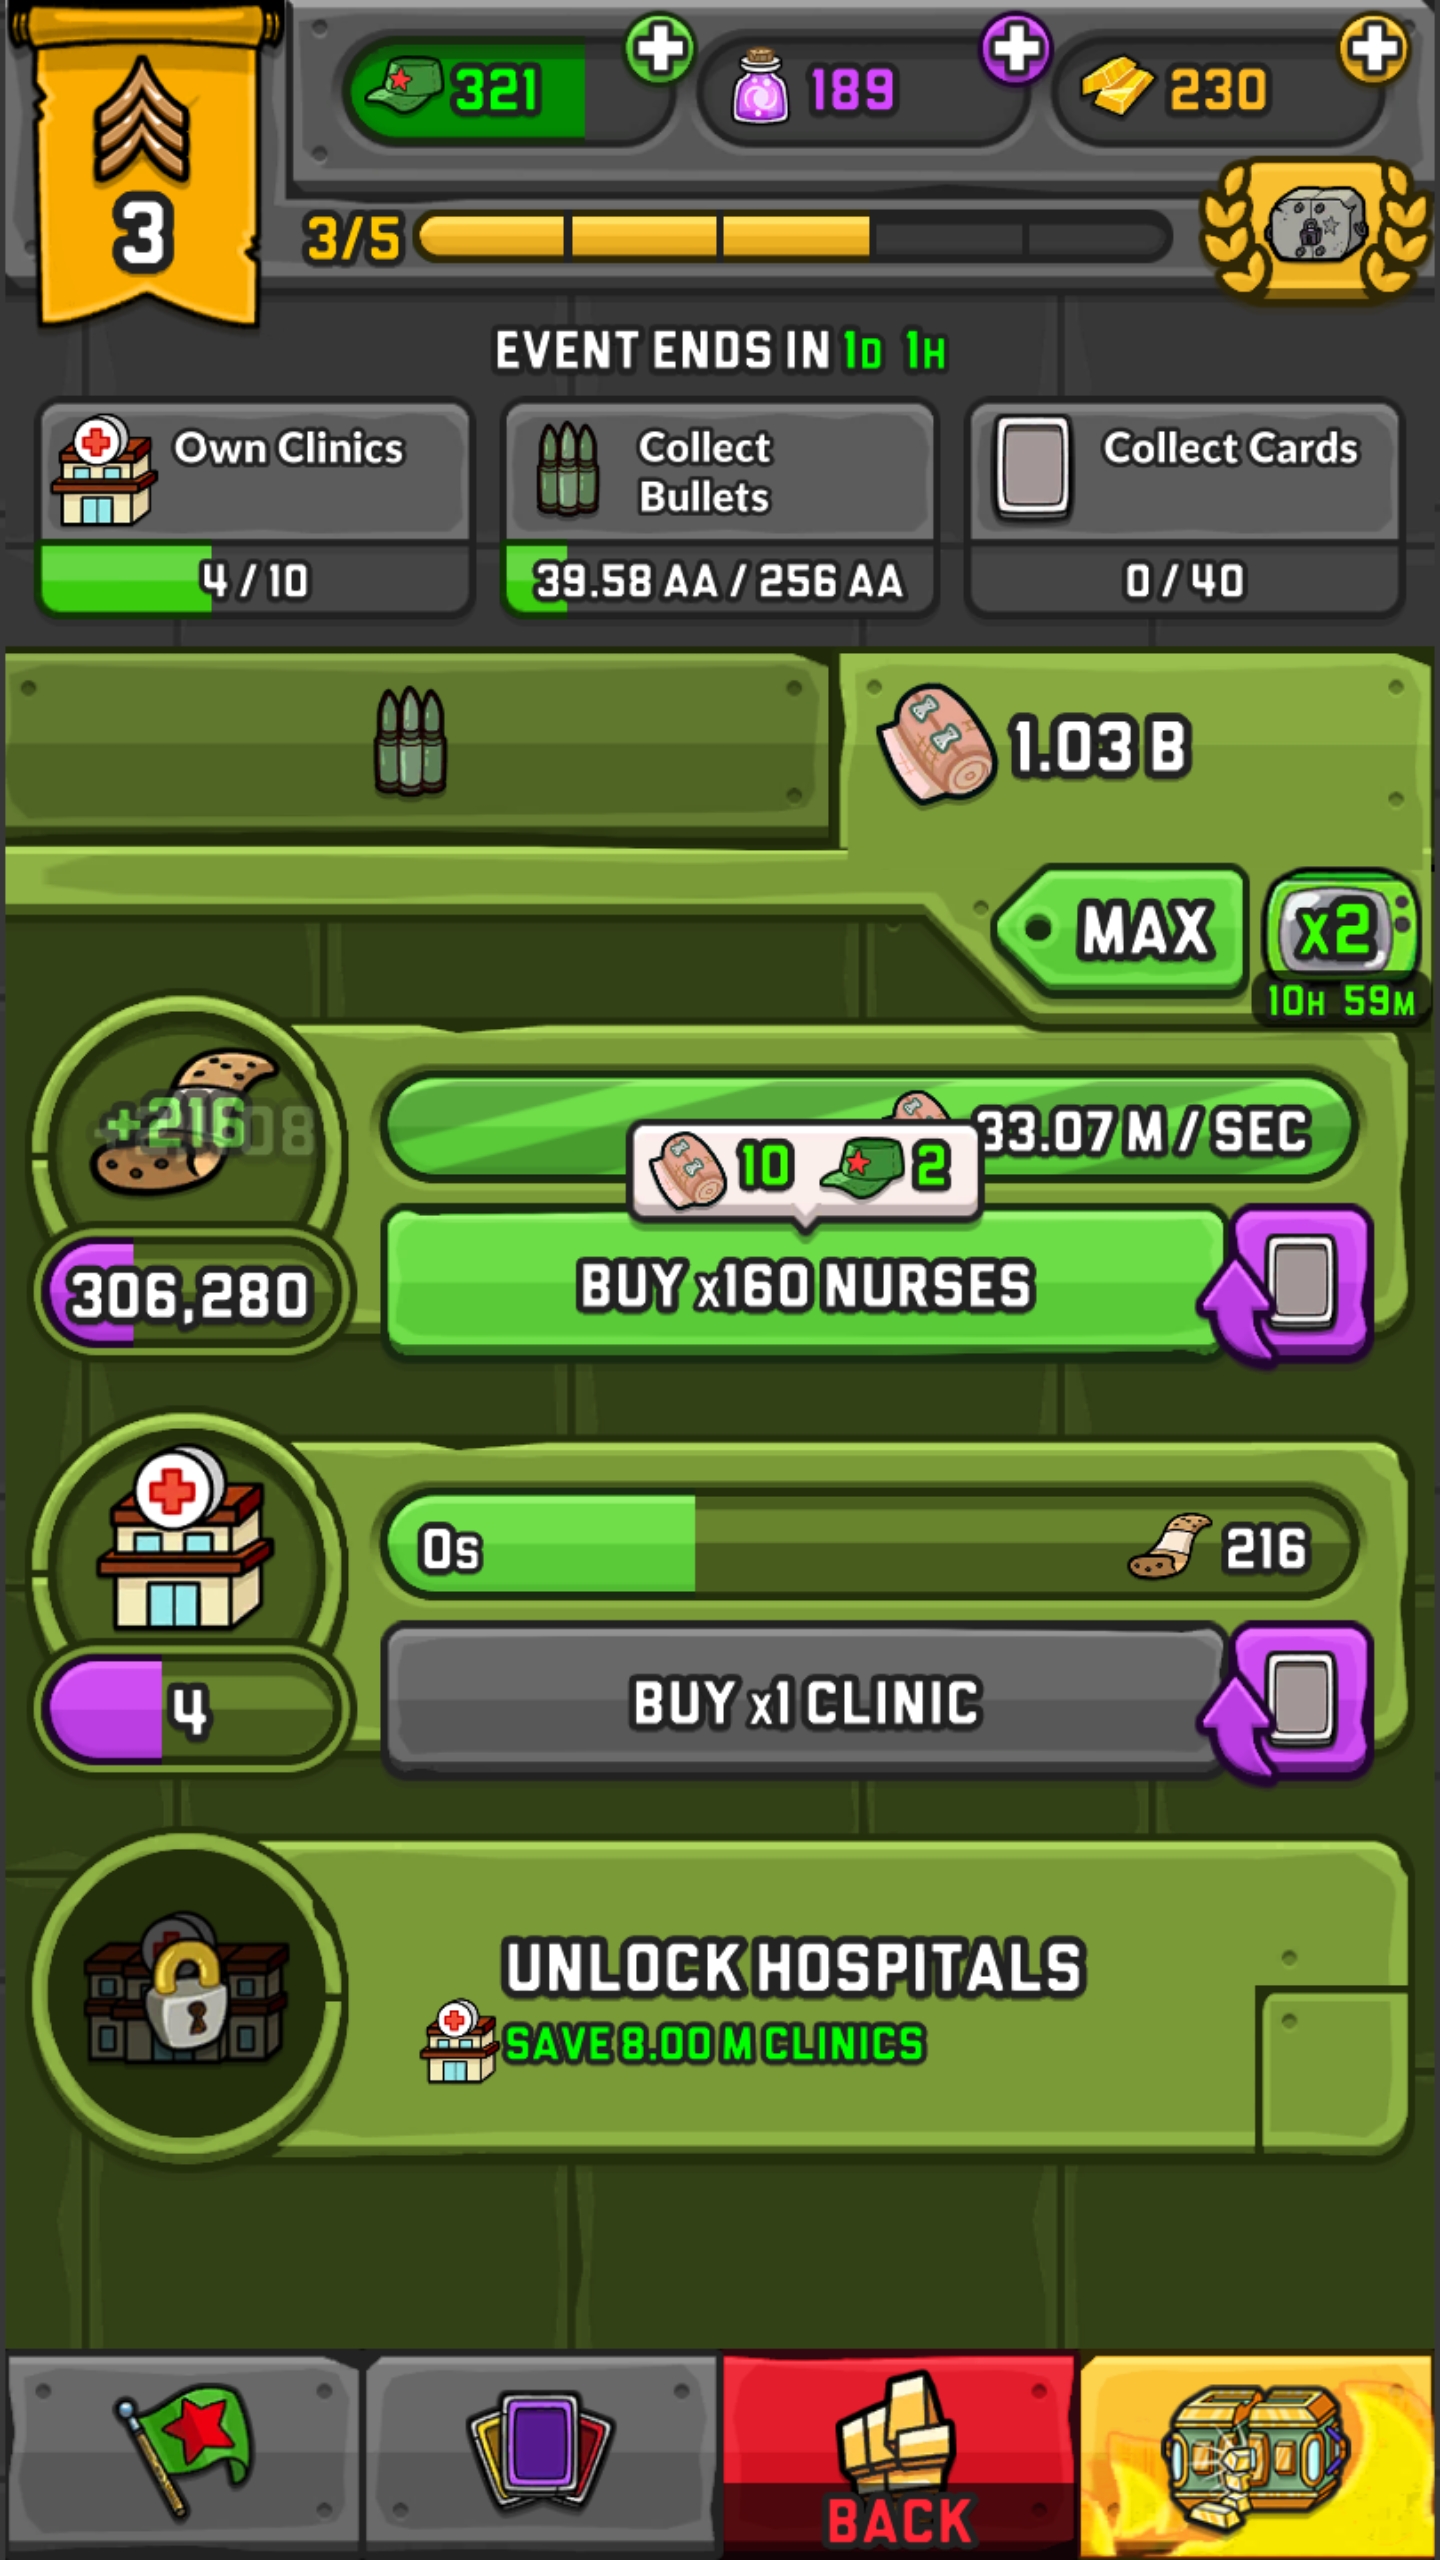 321
189
230
3
3/5
EVENT ENDS IN 1D 1H
Own Clinics
4 / 10
Collect
Bullets
39.58 AA / 256 AA
Collect Cards
0 / 40
1.03 B
MAX
x2
10H 59M
+216
33.07 M / SEC
10
2
306,280
BUY x160 NURSES
0s
216
4
BUY x1 CLINIC
UNLOCK HOSPITALS
SAVE 8.00 M CLINICS
BACK